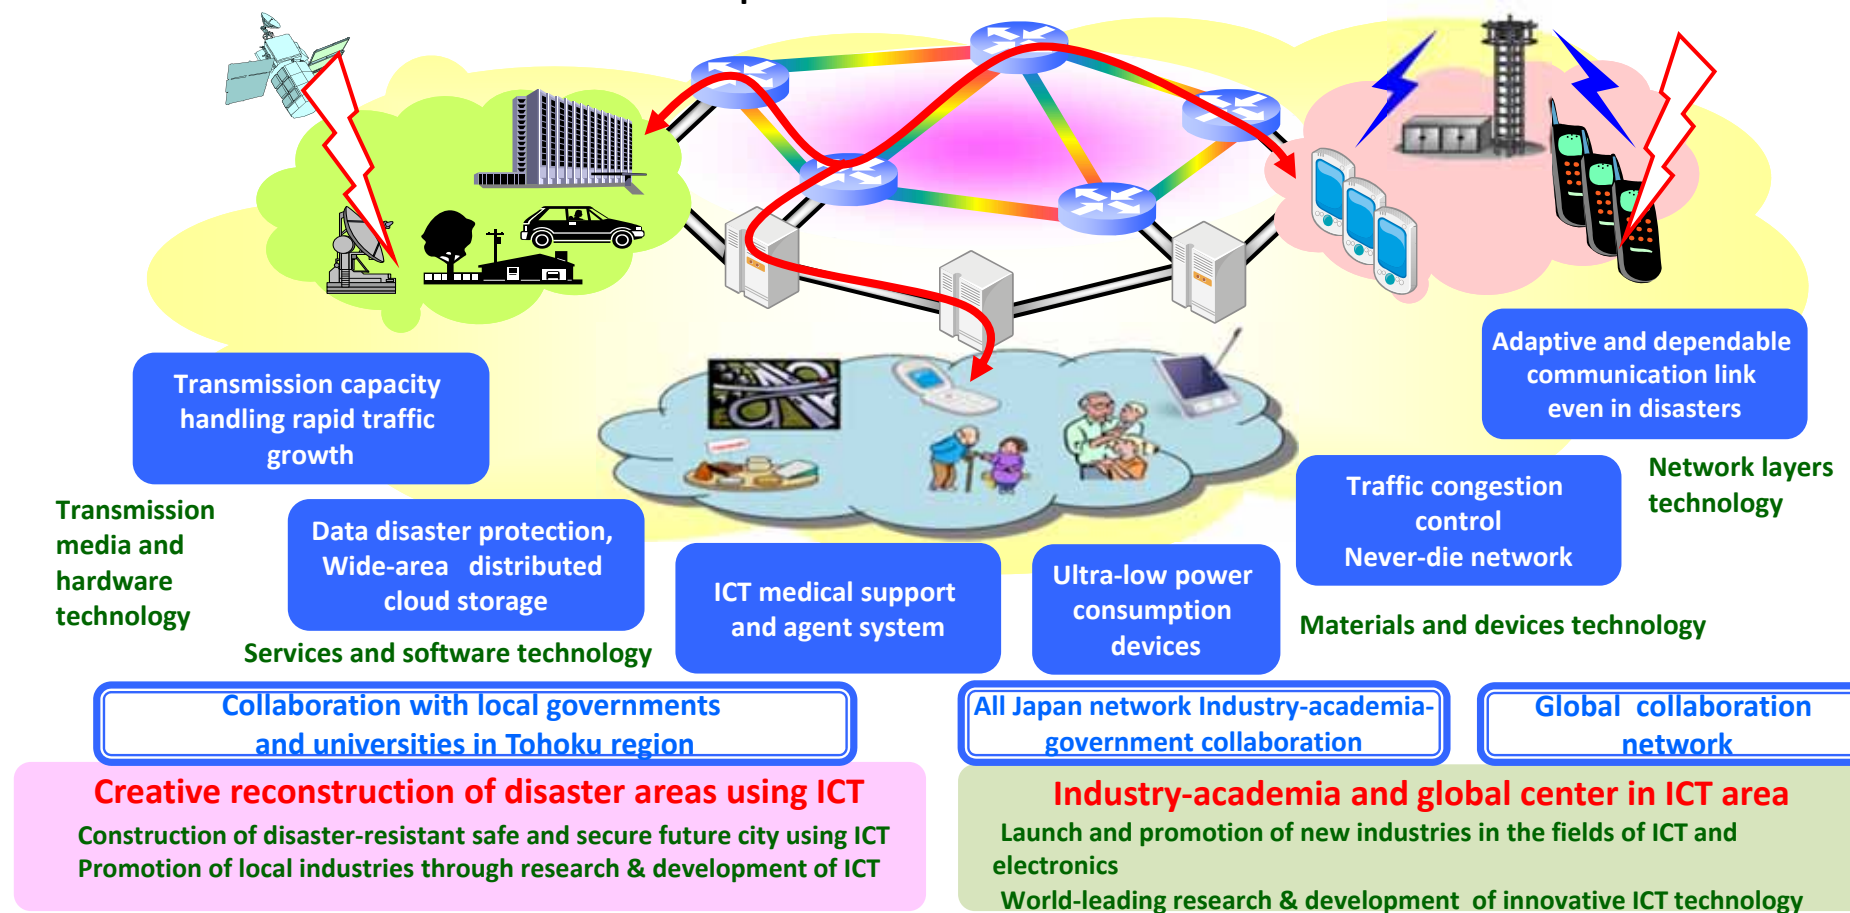 Adaptive and dependable
communication link
even in disasters
Transmission capacity
handling rapid traffic
growth
Network layers
technology
Traffic congestion
control
Never-die network
Transmission
media and
hardware
technology
Data disaster protection,
Wide-area distributed
cloud storage
ICT medical support
and agent system
Ultra-low power
consumption
devices
Materials and devices technology
Services and software technology
Collaboration with local governments
and universities in Tohoku region
All Japan network Industry-academia-
government collaboration
Global collaboration
network
Creative reconstruction of disaster areas using ICT
Construction of disaster-resistant safe and secure future city using ICT
Promotion of local industries through research & development of ICT
Industry-academia and global center in ICT area
Launch and promotion of new industries in the fields of ICT and
electronics
World-leading research & development of innovative ICT technology